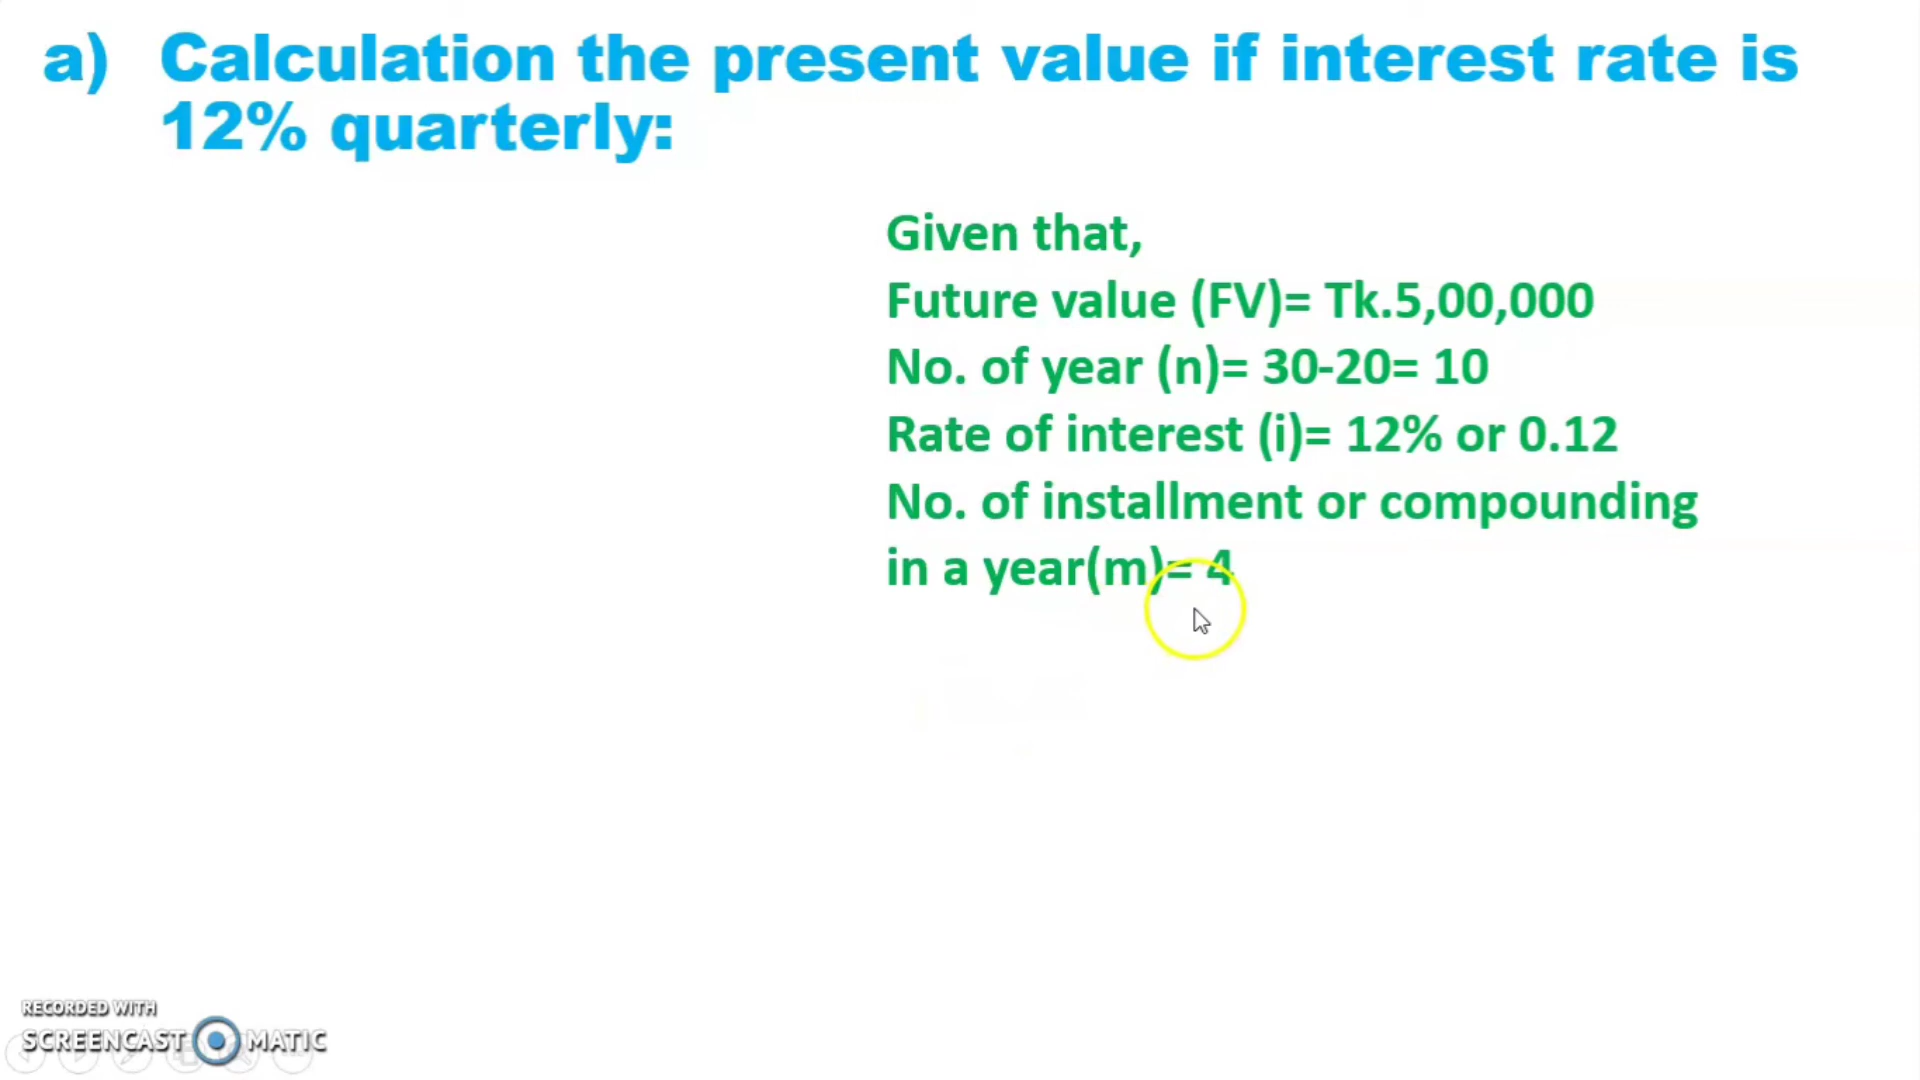 a) Calculation the present value if interest rate is
12% quarterly:
Given that,
Future value (FV)= Tk.5,00,000
No. of year (n)= 30-20= 10
Rate of interest (i)= 12% or 0.12
No. of installment or compounding
in a year(m)= 4
RECORDED WITH
SCREENCAST MATIC